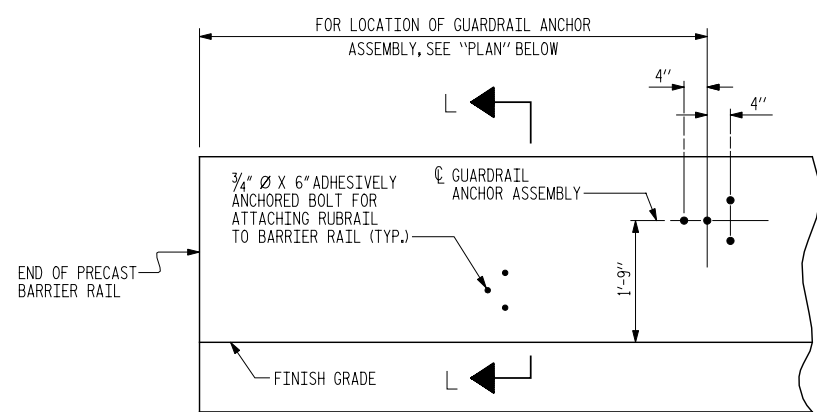 FOR LOCATION OF GUARDRAIL ANCHOR
ASSEMBLY, SEE "PLAN" BELOW
4"
4"
L
¾" Ø X 6" ADHESIVELY
ANCHORED BOLT FOR
ATTACHING RUBRAIL
TO BARRIER RAIL (TYP.)
℄ GUARDRAIL
ANCHOR ASSEMBLY
1'-9"
END OF PRECAST
BARRIER RAIL
FINISH GRADE
L